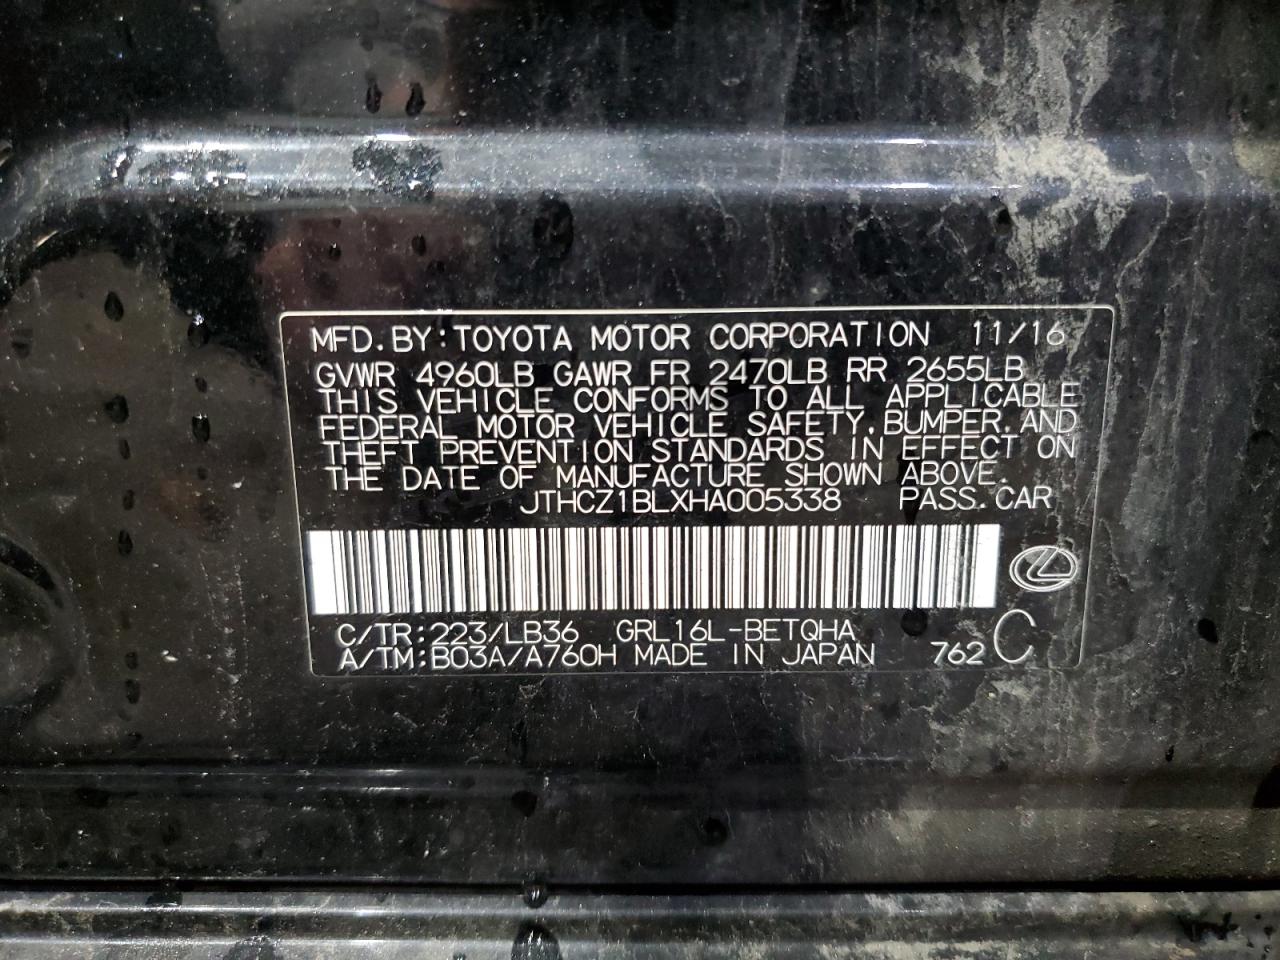 MFD.BY:TOYOTA MOTOR CORPORATION 11/16
GVWR 4960LB GAWR FR 2470LB RR 2655LB
THIS VEHICLE CONFORMS TO ALL APPLICABLE
FEDERAL MOTOR VEHICLE SAFETY,BUMPER,AND
THEFT PREVENTION STANDARDS IN EFFECT ON
THE DATE OF MANUFACTURE SHOWN ABOVE.
JTHCZ1BLXHA005338 PASS.CAR
C/TR:223/LB36 GRL16L-BETQHA
A/TM:B03A/A760H MADE IN JAPAN 762 C